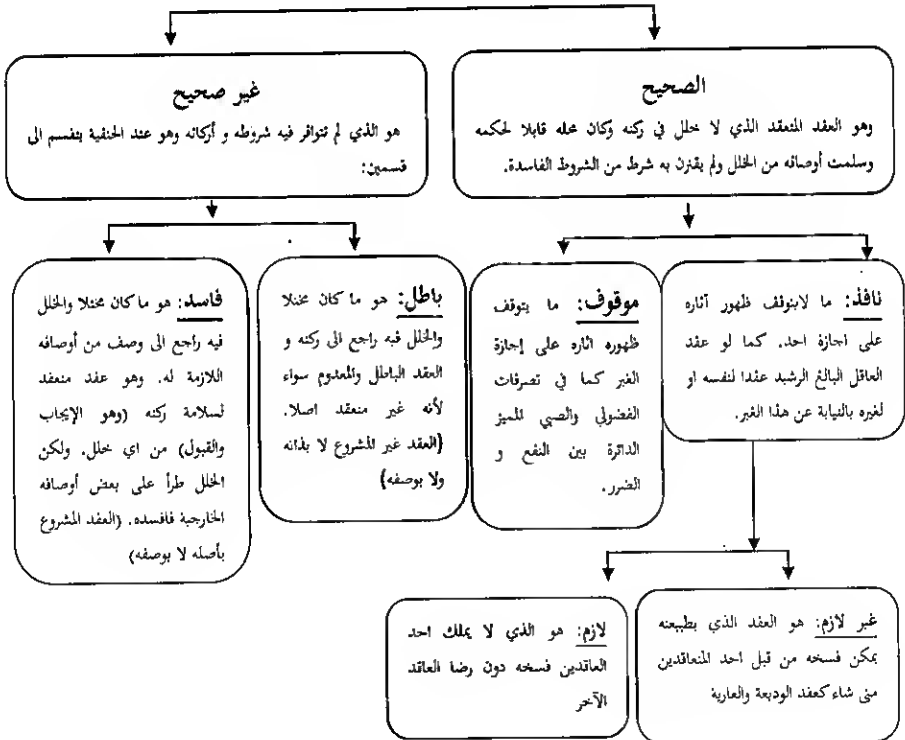 الصحيح
وهو العقد المنعقد الذي لا خلل في ركنه وكان محله قابلا لحكمه
وسلمت أوصافه من الخلل ولم يقترن به شرط من الشروط الفاسدة.
غير صحيح
هو الذي لم تتوافر فيه شروطه و أركانه وهو عند الحنفية ينقسم الى
قسمين:
نافذ: ما لايتوقف ظهور آثاره
على اجازة احد. كما لو عقد
العاقل البالغ الرشيد عقدا لنفسه او
لغيره بالنيابة عن هذا الغير.
موقوف: ما يتوقف
ظهوره اثاره على إجازة
الغير كما في تصرفات
الفضولي والصبي المميز
الدائرة بين النفع و
الضرر.
باطل: هو ما كان مختلا
والخلل فيه راجع الى ركنه و
العقد الباطل والمعدوم سواء
لأنه غير منعقد اصلا.
(العقد غير المشروع لا بذاته
ولا بوصفه)
فاسد: هو ما كان مختلا والخلل
فيه راجع الى وصف من أوصافه
اللازمة له. وهو عقد منعقد
لسلامة ركنه (وهو الإيجاب
والقبول) من اي خلل. ولكن
الخلل طرأ على بعض أوصافه
الخارجية فافسده. (العقد المشروع
بأصله لا بوصفه)
غير لازم: هو العقد الذي بطبيعته
يمكن فسخه من قبل احد المتعاقدين
متى شاء كعقد الوديعة والعارية
لازم: هو الذي لا يملك احد
العاقدين فسخه دون رضا العاقد
الآخر